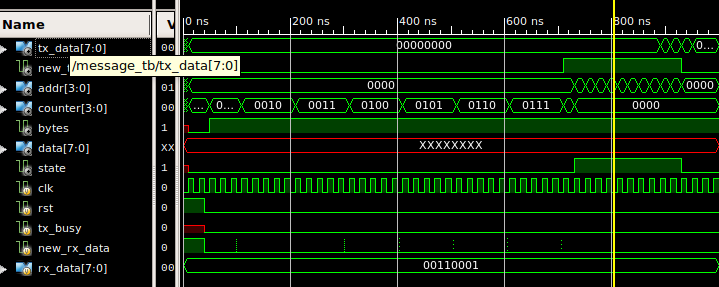 Name V 0 ns 200 ns 400 ns 600 ns 800 ns
tx_data[7:0] 00 00000000 0...
new_t
/message_tb/tx_data[7:0]
addr[3:0] 01 0000 0000
counter[3:0] 00 ... 0... 0010 0011 0100 0101 0110 0111 0000
bytes 1
data[7:0] XX XXXXXXXX
state 1
clk 0
rst 0
tx_busy 0
new_rx_data 0
rx_data[7:0] 00 00110001